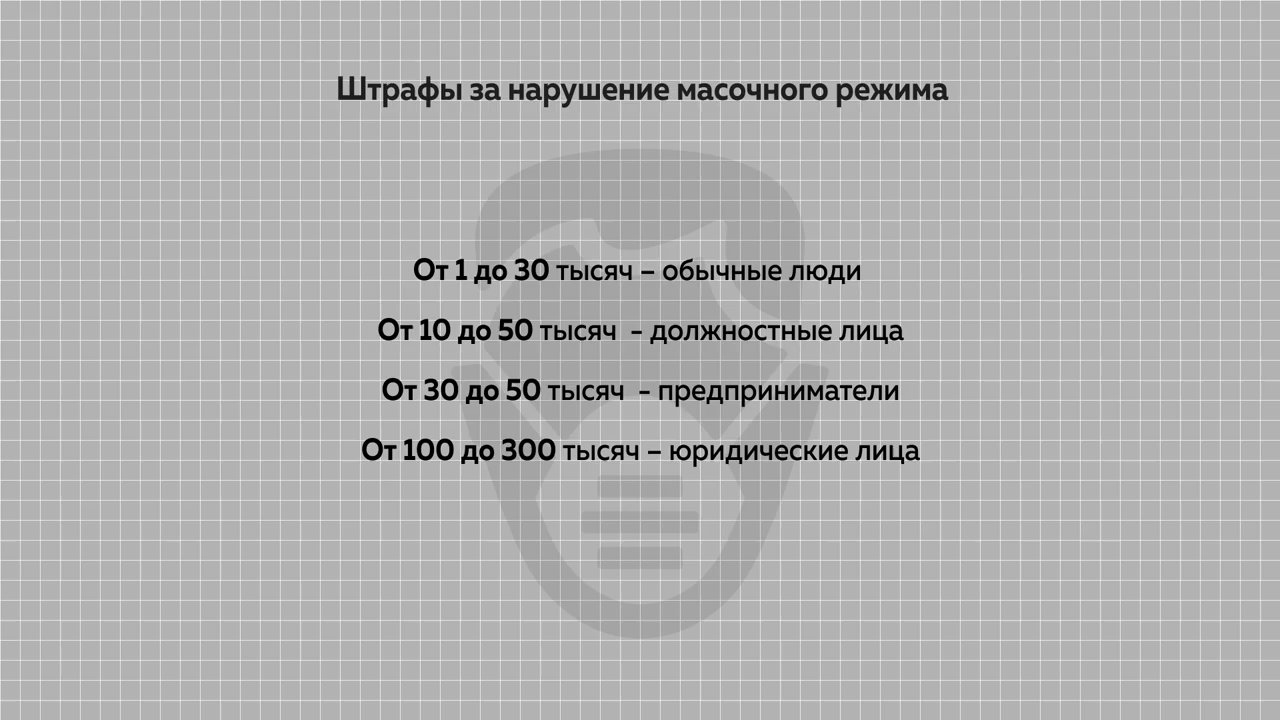 Штрафы за нарушение масочного режима
От 1 до 30 тысяч – обычные люди
От 10 до 50 тысяч - должностные лица
От 30 до 50 тысяч - предприниматели
От 100 до 300 тысяч – юридические лица